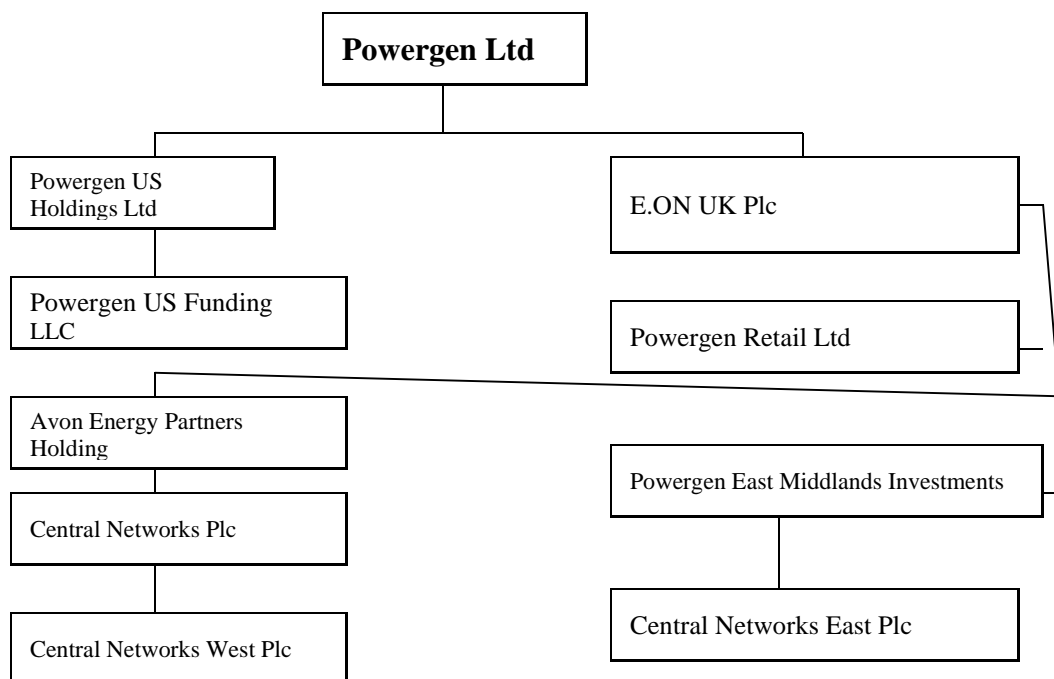 Powergen Ltd
Powergen US
Holdings Ltd
E.ON UK Plc
Powergen US Funding
LLC
Powergen Retail Ltd
Avon Energy Partners
Holding
Powergen East Middlands Investments
Central Networks Plc
Central Networks East Plc
Central Networks West Plc